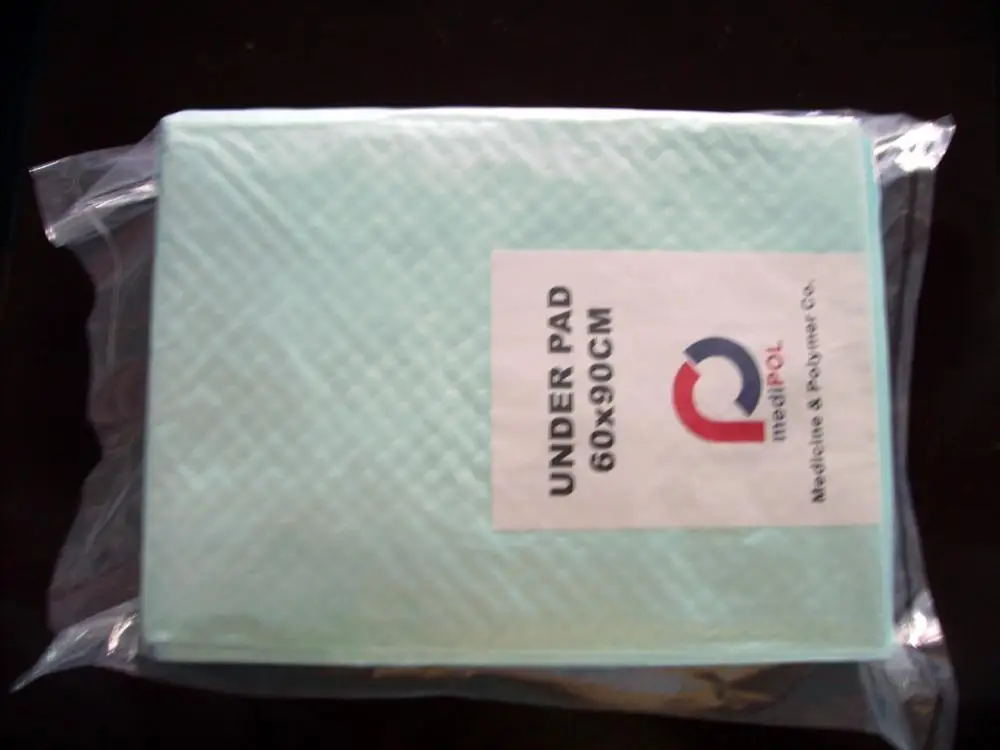 UNDER PAD
60x90CM
mediPOL
Medicine & Polymer Co.